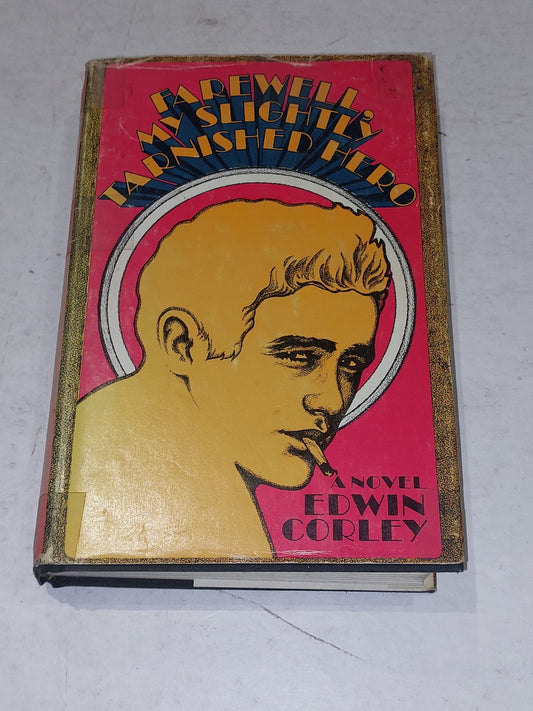 FAREWELL,
MY SLIGHTLY
TARNISHED HERO
A NOVEL
EDWIN
CORLEY